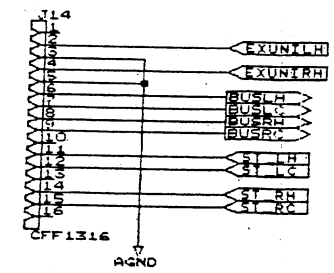 J14
1
2
3
4
5
6
7
8
9
10
11
12
13
14
15
16
EXUNILH
EXUNIRH
BUSLH
BUSLC
BUSRH
BUSRC
ST LH
ST LC
ST RH
ST RC
CFF1316
AGND